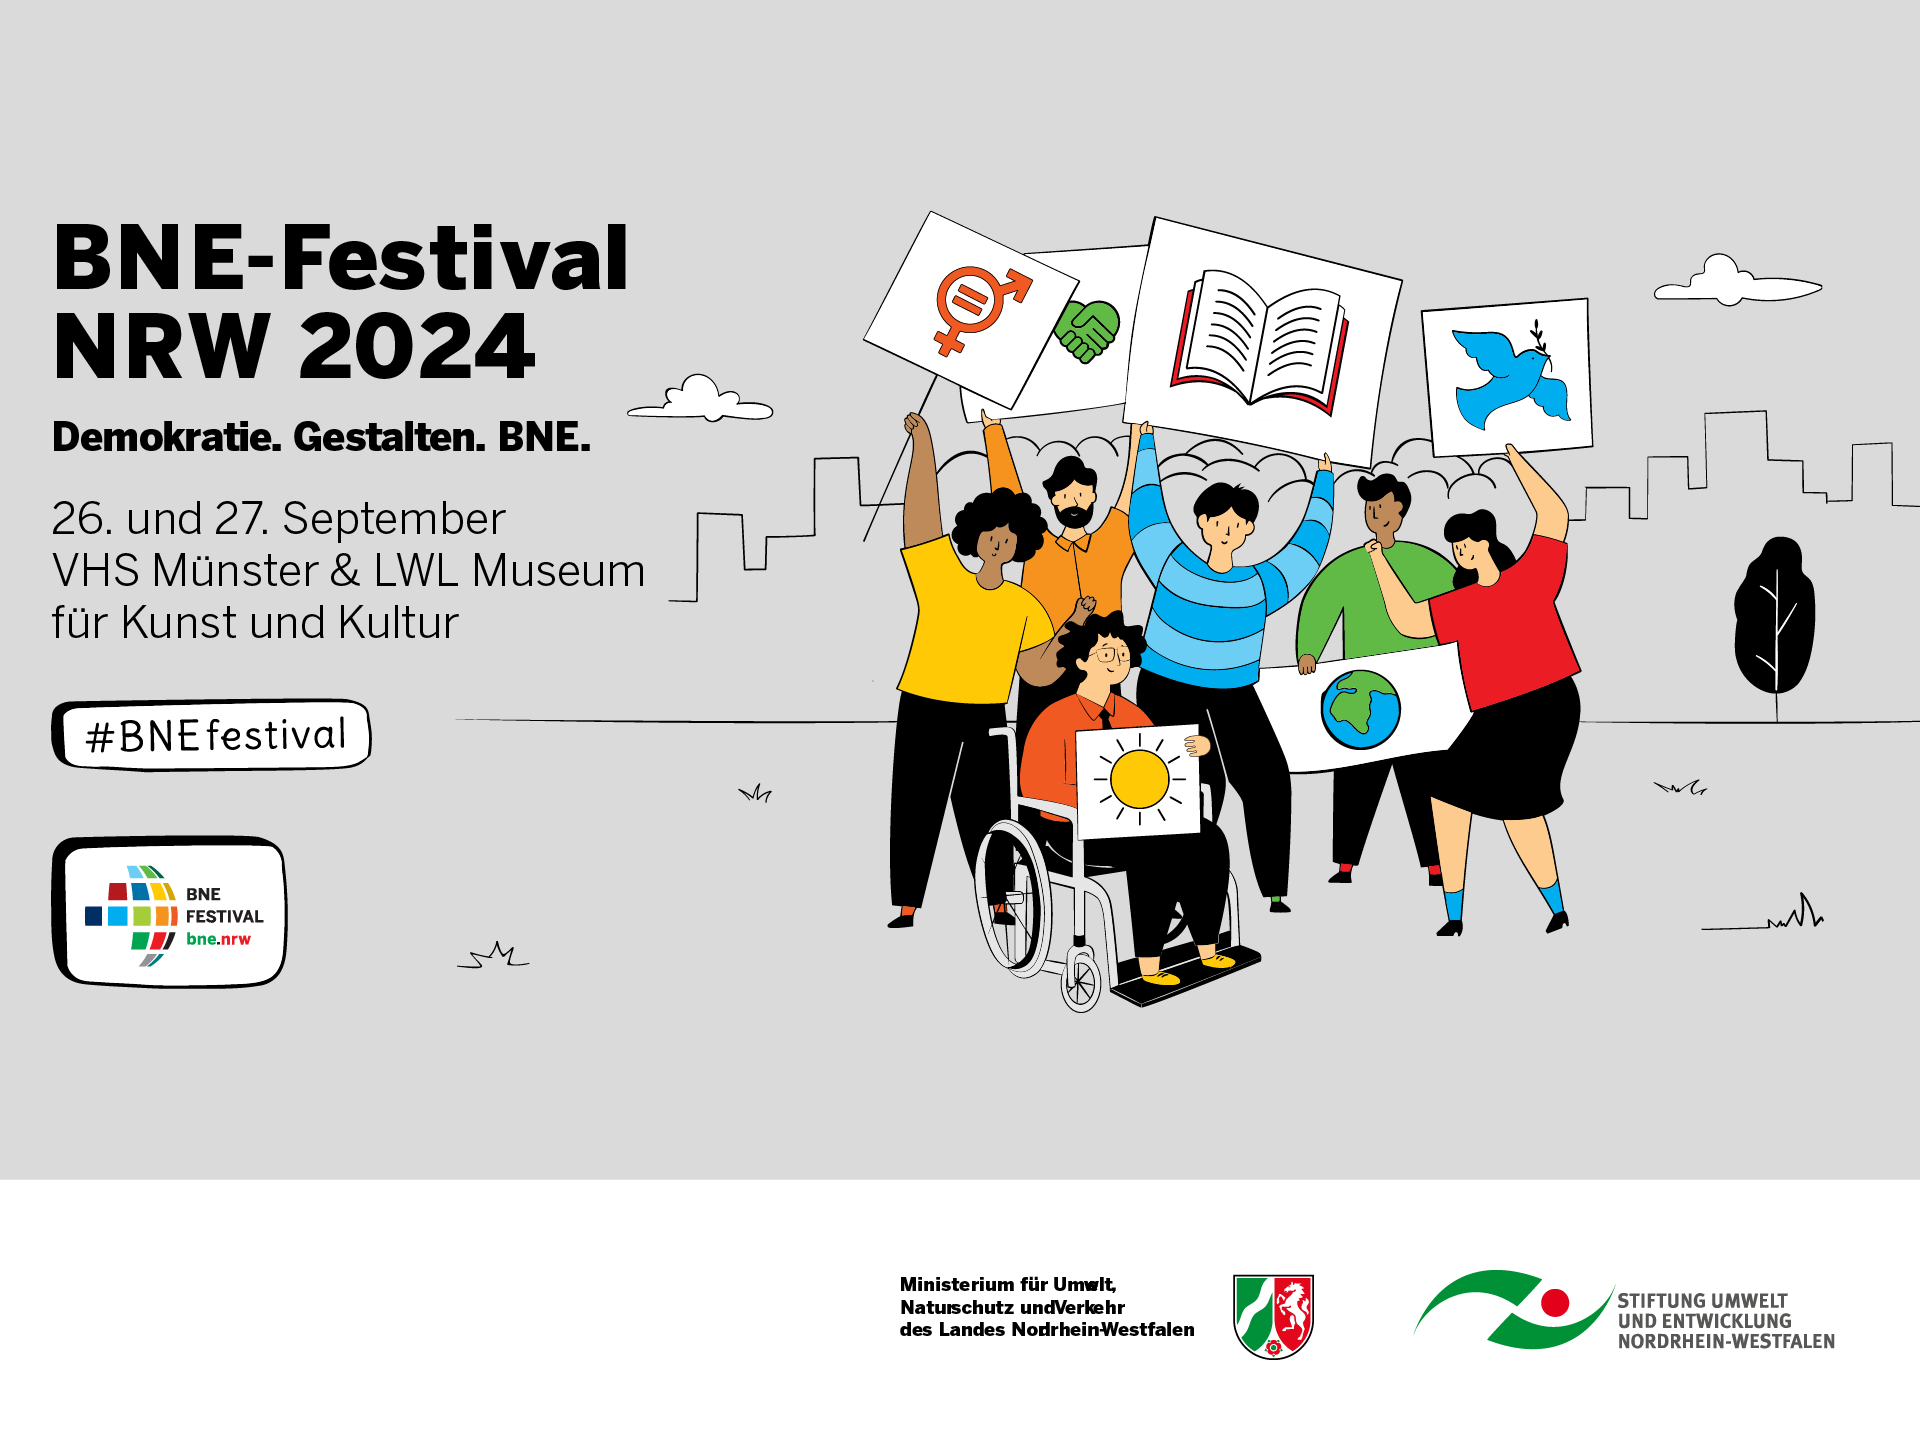 BNE-Festival
NRW 2024
Demokratie. Gestalten. BNE.
26. und 27. September
VHS Münster & LWL Museum
für Kunst und Kultur
#BNEfestival
BNE
FESTIVAL
bne.nrw
Ministerium für Umwelt,
Naturschutz und Verkehr
des Landes Nordrhein-Westfalen
STIFTUNG UMWELT
UND ENTWICKLUNG
NORDRHEIN-WESTFALEN